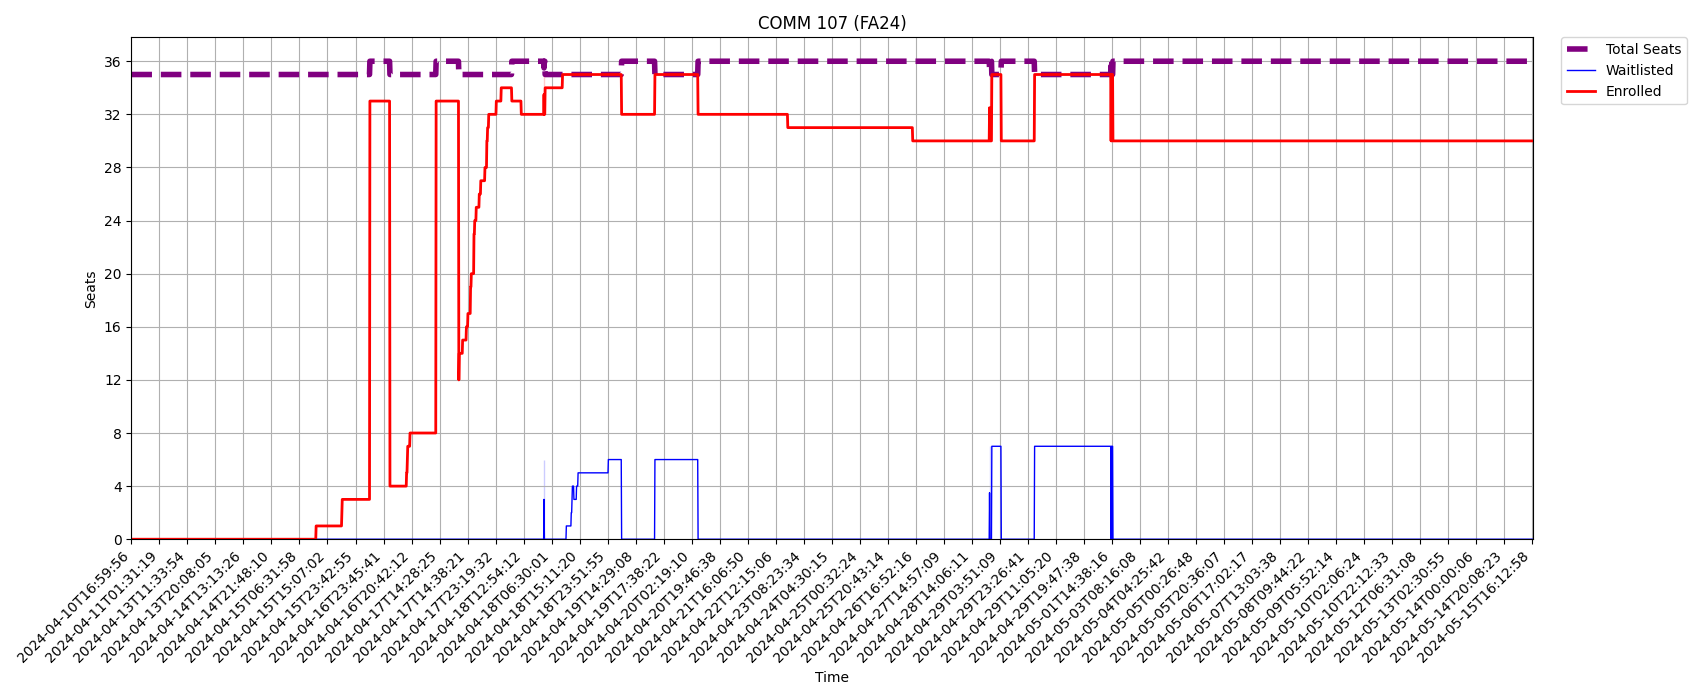 COMM 107 (FA24)
Total Seats
Waitlisted
Enrolled
Seats
36
32
28
24
20
16
12
8
4
0
2024-04-10T16:59:56
2024-04-11T01:31:19
2024-04-13T11:33:54
2024-04-13T20:08:05
2024-04-14T13:13:26
2024-04-14T21:48:10
2024-04-15T06:31:58
2024-04-15T15:07:02
2024-04-15T23:42:55
2024-04-16T23:45:41
2024-04-16T20:42:12
2024-04-17T14:28:25
2024-04-17T14:38:21
2024-04-17T23:19:32
2024-04-18T12:54:12
2024-04-18T06:30:01
2024-04-18T15:11:20
2024-04-18T23:51:55
2024-04-19T14:29:08
2024-04-19T17:38:22
2024-04-20T02:19:10
2024-04-20T19:46:38
2024-04-21T16:06:50
2024-04-22T12:15:06
2024-04-23T08:23:34
2024-04-24T04:30:15
2024-04-25T00:32:24
2024-04-25T20:43:14
2024-04-26T16:52:16
2024-04-27T14:57:09
2024-04-28T14:06:11
2024-04-29T03:51:09
2024-04-29T23:26:41
2024-04-29T11:05:20
2024-04-29T19:47:38
2024-05-01T14:38:16
2024-05-03T08:16:08
2024-05-04T04:25:42
2024-05-05T00:26:48
2024-05-05T20:36:07
2024-05-06T17:02:17
2024-05-07T13:03:38
2024-05-08T09:44:22
2024-05-09T05:52:14
2024-05-10T02:06:24
2024-05-10T22:12:33
2024-05-12T06:31:08
2024-05-13T02:30:55
2024-05-14T00:00:06
2024-05-14T20:08:23
2024-05-15T16:12:58
Time